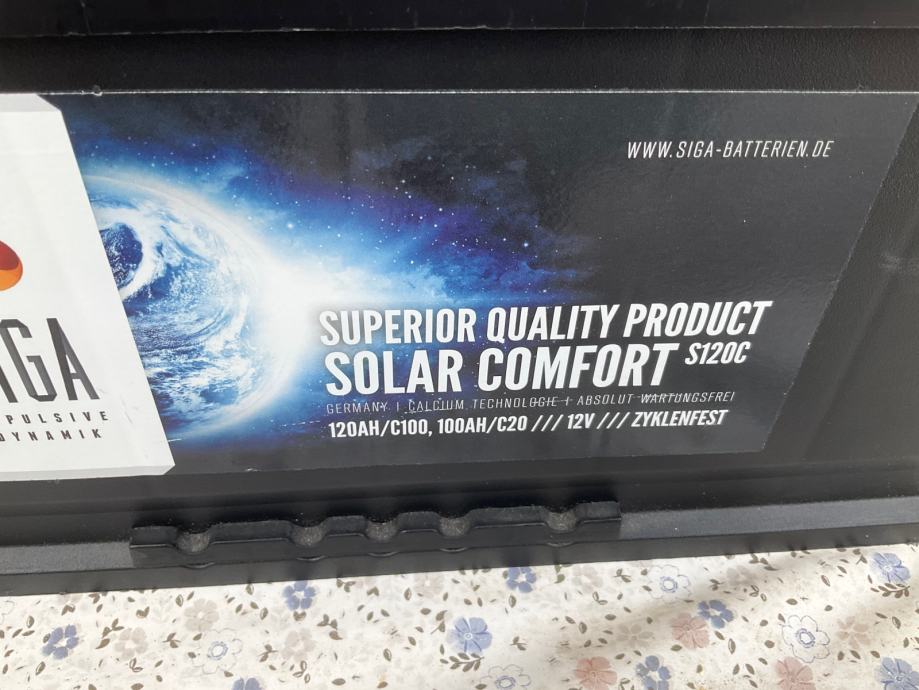 WWW.SIGA-BATTERIEN.DE
SUPERIOR QUALITY PRODUCT
SOLAR COMFORT S120C
GERMANY | CALCIUM TECHNOLOGIE + ABSOLUT WARTUNGSFREI
120AH/C100, 100AH/C20 /// 12V /// ZYKLENFEST
IGA
PULSIVE
DYNAMIK